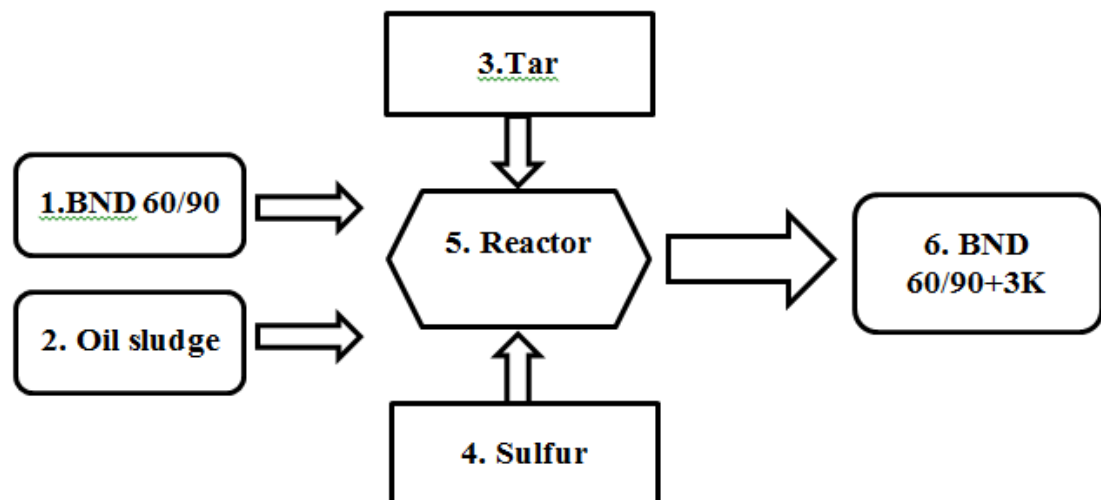 3.Tar
1.BND 60/90
5. Reactor
6. BND
60/90+3K
2. Oil sludge
4. Sulfur